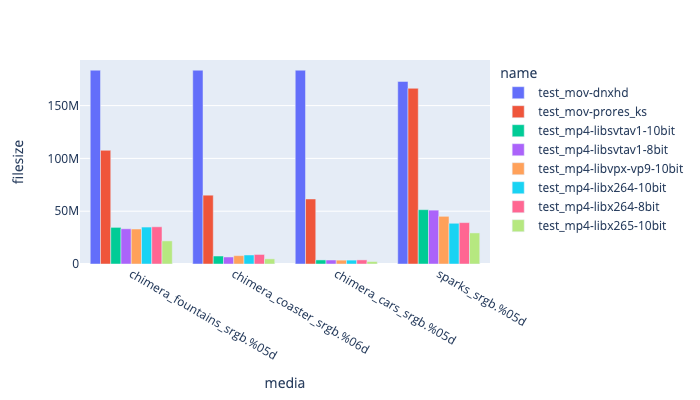 name
test_mov-dnxhd
test_mov-prores_ks
test_mp4-libsvtav1-10bit
test_mp4-libsvtav1-8bit
test_mp4-libvpx-vp9-10bit
test_mp4-libx264-10bit
test_mp4-libx264-8bit
test_mp4-libx265-10bit
filesize
150M
100M
50M
0
chimera_fountains_srgb.%05d
chimera_coaster_srgb.%06d
chimera_cars_srgb.%05d
sparks_srgb.%05d
media